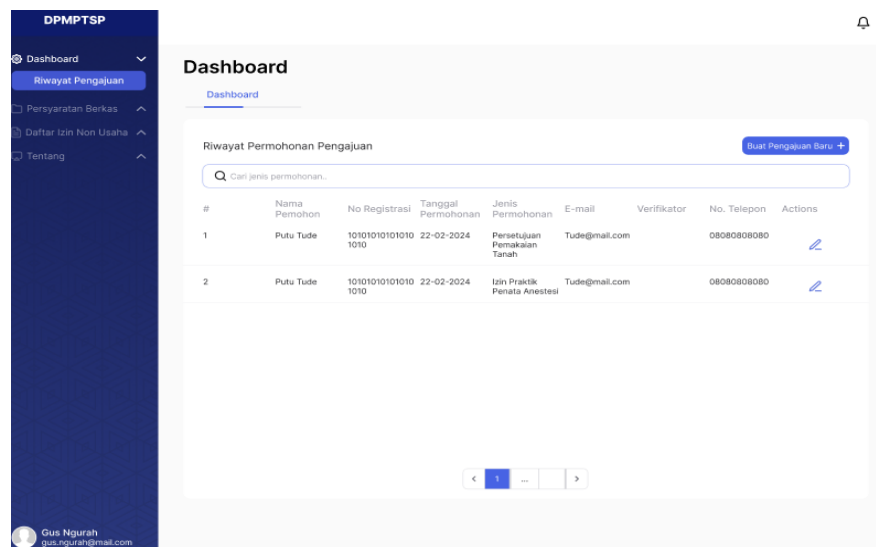 DPMPTSP
Dashboard
Riwayat Pengajuan
Persyaratan Berkas
Daftar Izin Non Usaha
Tentang
Gus Ngurah
gus.ngurah@mail.com
Dashboard
Dashboard
Riwayat Permohonan Pengajuan
Buat Pengajuan Baru +
Cari jenis permohonan..
# Nama Pemohon No Registrasi Tanggal Permohonan Jenis Permohonan E-mail Verifikator No. Telepon Actions
1 Putu Tude 10101010101010 1010 22-02-2024 Persetujuan Pemakaian Tanah Tude@mail.com 08080808080
2 Putu Tude 10101010101010 1010 22-02-2024 Izin Praktik Penata Anestesi Tude@mail.com 08080808080
< 1 ... >